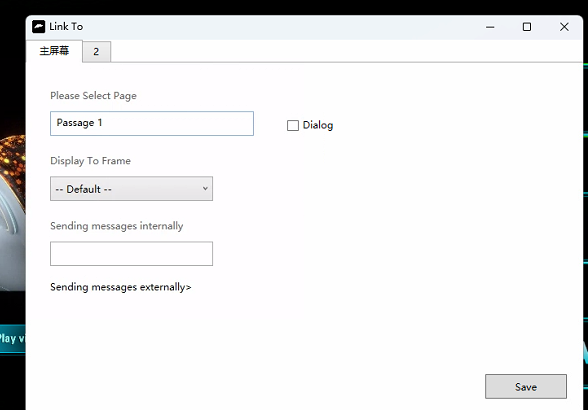 Link To
主屏幕 2
Please Select Page
Passage 1
Dialog
Display To Frame
-- Default --
Sending messages internally
Sending messages externally>
Play vi
Save